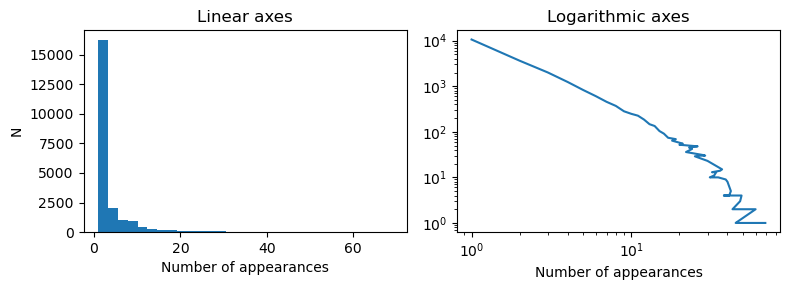 Linear axes
N
15000
12500
10000
7500
5000
2500
0
0 20 40 60
Number of appearances
Logarithmic axes
10⁴
10³
10²
10¹
10⁰
10⁰ 10¹
Number of appearances